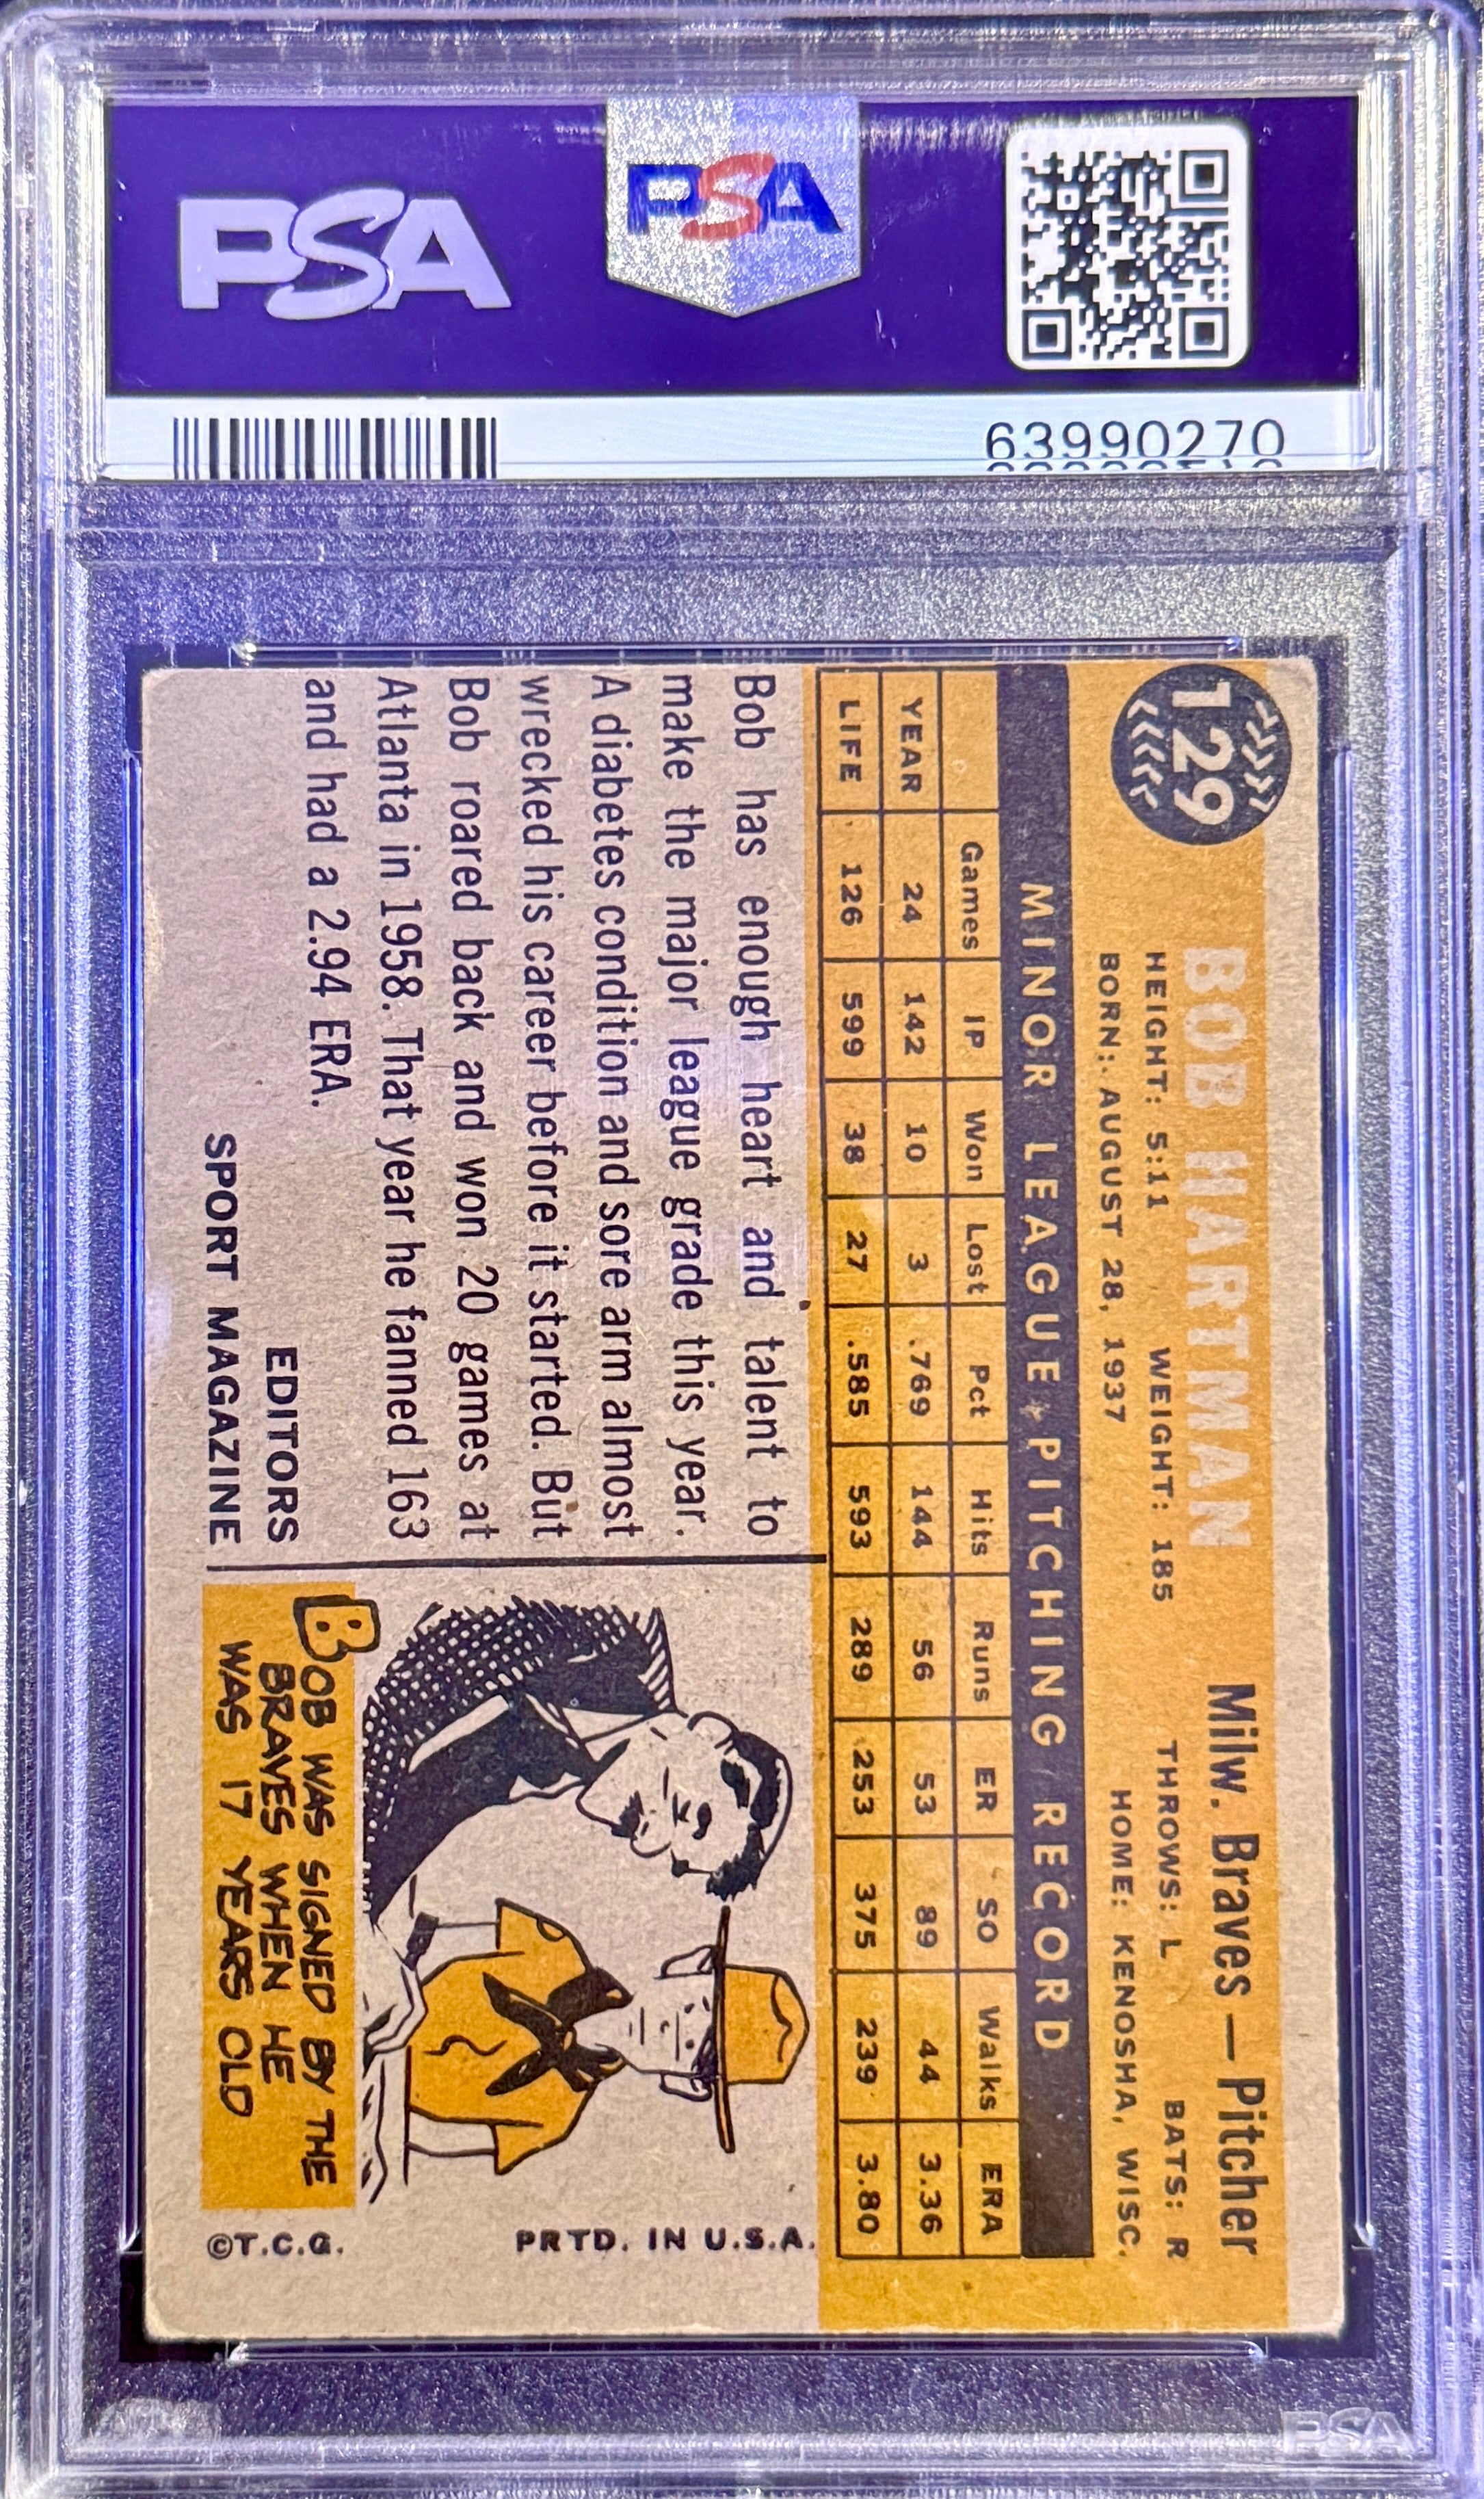 PSA
PSA
63990270
129
BOB HARTMAN
Milw. Braves — Pitcher
HEIGHT: 5:11 WEIGHT: 185 THROWS: L BATS: R
BORN: AUGUST 28, 1937 HOME: KENOSHA, WISC.
MINOR LEAGUE PITCHING RECORD
Games IP Won Lost Pct Hits Runs ER SO Walks ERA
YEAR 24 142 10 3 .769 144 56 53 89 44 3.36
LIFE 126 599 38 27 .585 593 289 253 375 239 3.80
Bob has enough heart and talent to
make the major league grade this year.
A diabetes condition and sore arm almost
wrecked his career before it started. But
Bob roared back and won 20 games at
Atlanta in 1958. That year he fanned 163
and had a 2.94 ERA.
EDITORS
SPORT MAGAZINE
BOB WAS SIGNED BY THE
BRAVES WHEN HE
WAS 17 YEARS OLD
PRTD. IN U.S.A.
©T.C.G.
PSA